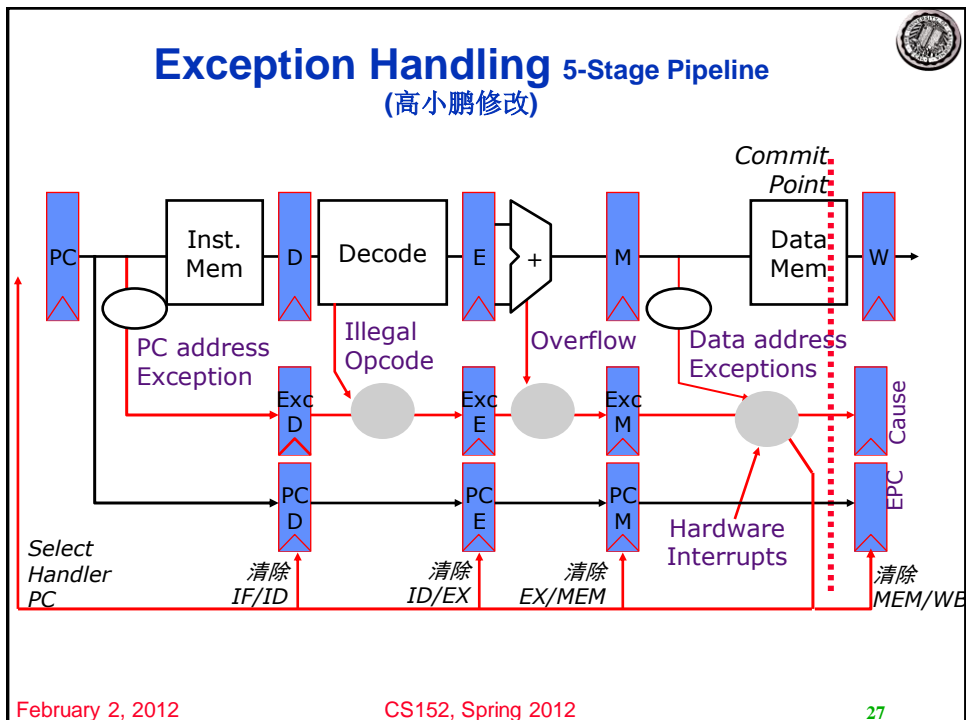 Exception Handling 5-Stage Pipeline
(高小鹏修改)
Commit
Point
PC
Inst.
Mem
D
Decode
E
+
M
Data
Mem
W
PC address
Exception
Illegal
Opcode
Overflow
Data address
Exceptions
Exc
D
Exc
E
Exc
M
Cause
PC
D
PC
E
PC
M
EPC
Hardware
Interrupts
Select
Handler
PC
清除
IF/ID
清除
ID/EX
清除
EX/MEM
清除
MEM/WB
February 2, 2012
CS152, Spring 2012
27